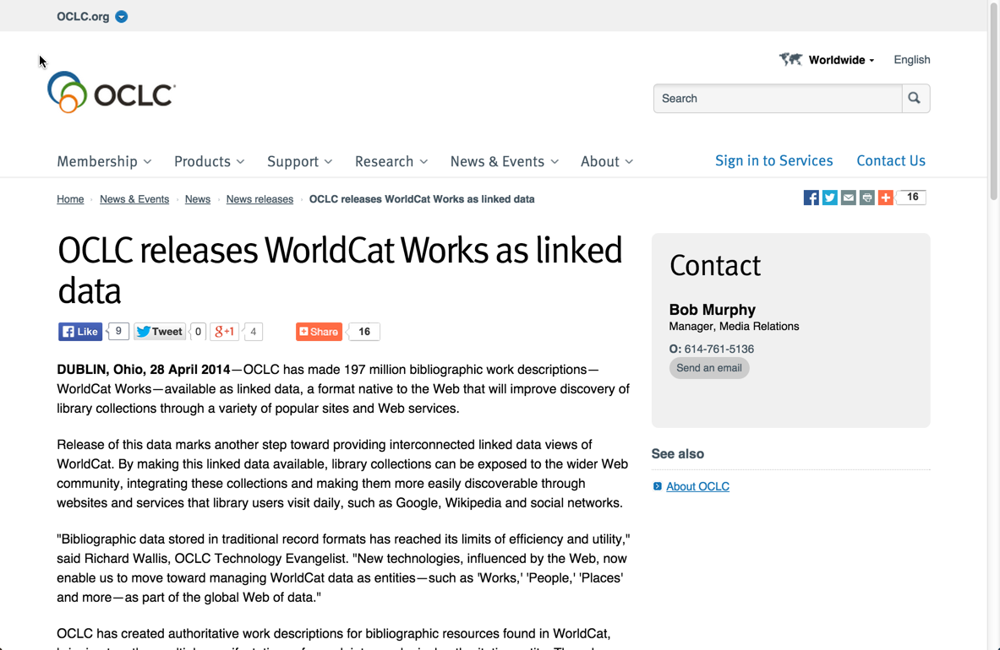 OCLC.org
Worldwide
English
OCLC
Search
Membership Products Support Research News & Events About Sign in to Services Contact Us
Home · News & Events · News · News releases · OCLC releases WorldCat Works as linked data
16
OCLC releases WorldCat Works as linked
data
Like 9 Tweet 0 g+1 4 Share 16
DUBLIN, Ohio, 28 April 2014—OCLC has made 197 million bibliographic work descriptions—
WorldCat Works—available as linked data, a format native to the Web that will improve discovery of
library collections through a variety of popular sites and Web services.
Release of this data marks another step toward providing interconnected linked data views of
WorldCat. By making this linked data available, library collections can be exposed to the wider Web
community, integrating these collections and making them more easily discoverable through
websites and services that library users visit daily, such as Google, Wikipedia and social networks.
"Bibliographic data stored in traditional record formats has reached its limits of efficiency and utility,"
said Richard Wallis, OCLC Technology Evangelist. "New technologies, influenced by the Web, now
enable us to move toward managing WorldCat data as entities—such as 'Works,' 'People,' 'Places'
and more—as part of the global Web of data."
OCLC has created authoritative work descriptions for bibliographic resources found in WorldCat,
Contact
Bob Murphy
Manager, Media Relations
O: 614-761-5136
Send an email
See also
About OCLC